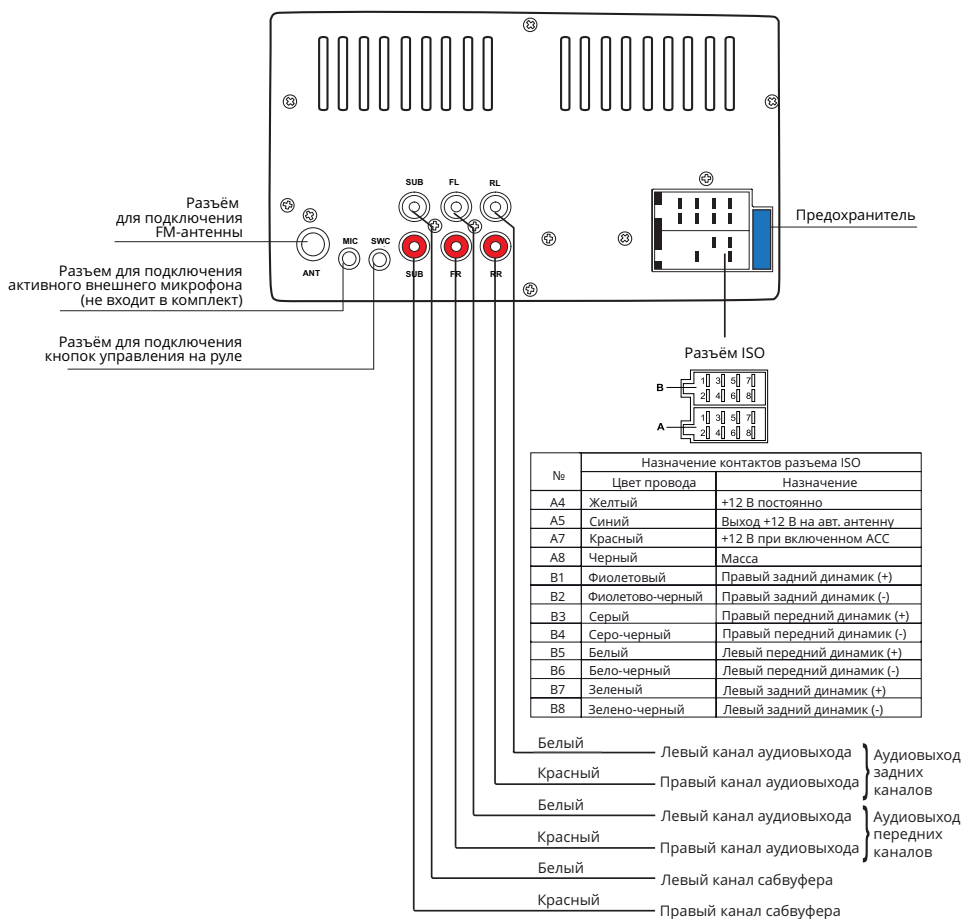 SUB FL RL
Разъём
для подключения
FM-антенны
MIC SWC
ANT
SUB FR RR
Предохранитель
Разъем для подключения
активного внешнего микрофона
(не входит в комплект)
Разъём для подключения
кнопок управления на руле
Разъём ISO
B
1 3 5 7
2 4 6 8
A
1 3 5 7
2 4 6 8
№ Назначение контактов разъема ISO
Цвет провода Назначение
A4 Желтый +12 В постоянно
A5 Синий Выход +12 В на авт. антенну
A7 Красный +12 В при включенном ACC
A8 Черный Масса
B1 Фиолетовый Правый задний динамик (+)
B2 Фиолетово-черный Правый задний динамик (-)
B3 Серый Правый передний динамик (+)
B4 Серо-черный Правый передний динамик (-)
B5 Белый Левый передний динамик (+)
B6 Бело-черный Левый передний динамик (-)
B7 Зеленый Левый задний динамик (+)
B8 Зелено-черный Левый задний динамик (-)
Белый Левый канал аудиовыхода
Красный Правый канал аудиовыхода
Аудиовыход
задних
каналов
Белый Левый канал аудиовыхода
Красный Правый канал аудиовыхода
Аудиовыход
передних
каналов
Белый Левый канал сабвуфера
Красный Правый канал сабвуфера